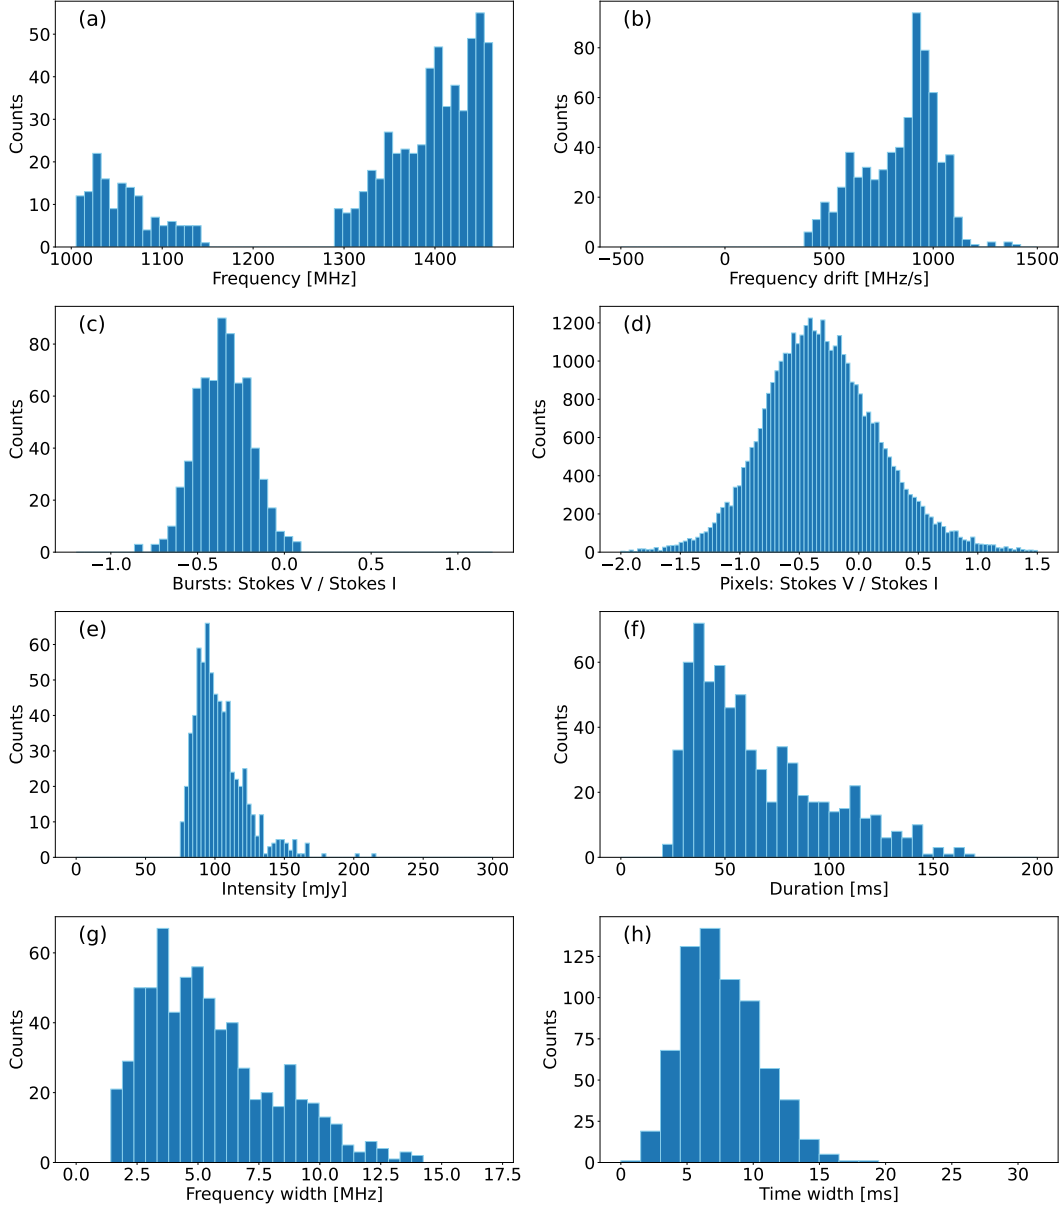 (a)
Counts
50
40
30
20
10
0
1000 1100 1200 1300 1400
Frequency [MHz]
(b)
Counts
80
60
40
20
0
−500 0 500 1000 1500
Frequency drift [MHz/s]
(c)
Counts
80
60
40
20
0
−1.0 −0.5 0.0 0.5 1.0
Bursts: Stokes V / Stokes I
(d)
Counts
1200
1000
800
600
400
200
0
−2.0 −1.5 −1.0 −0.5 0.0 0.5 1.0 1.5
Pixels: Stokes V / Stokes I
(e)
Counts
60
50
40
30
20
10
0
0 50 100 150 200 250 300
Intensity [mJy]
(f)
Counts
60
40
20
0
0 50 100 150 200
Duration [ms]
(g)
Counts
60
40
20
0
0.0 2.5 5.0 7.5 10.0 12.5 15.0 17.5
Frequency width [MHz]
(h)
Counts
125
100
75
50
25
0
0 5 10 15 20 25 30
Time width [ms]